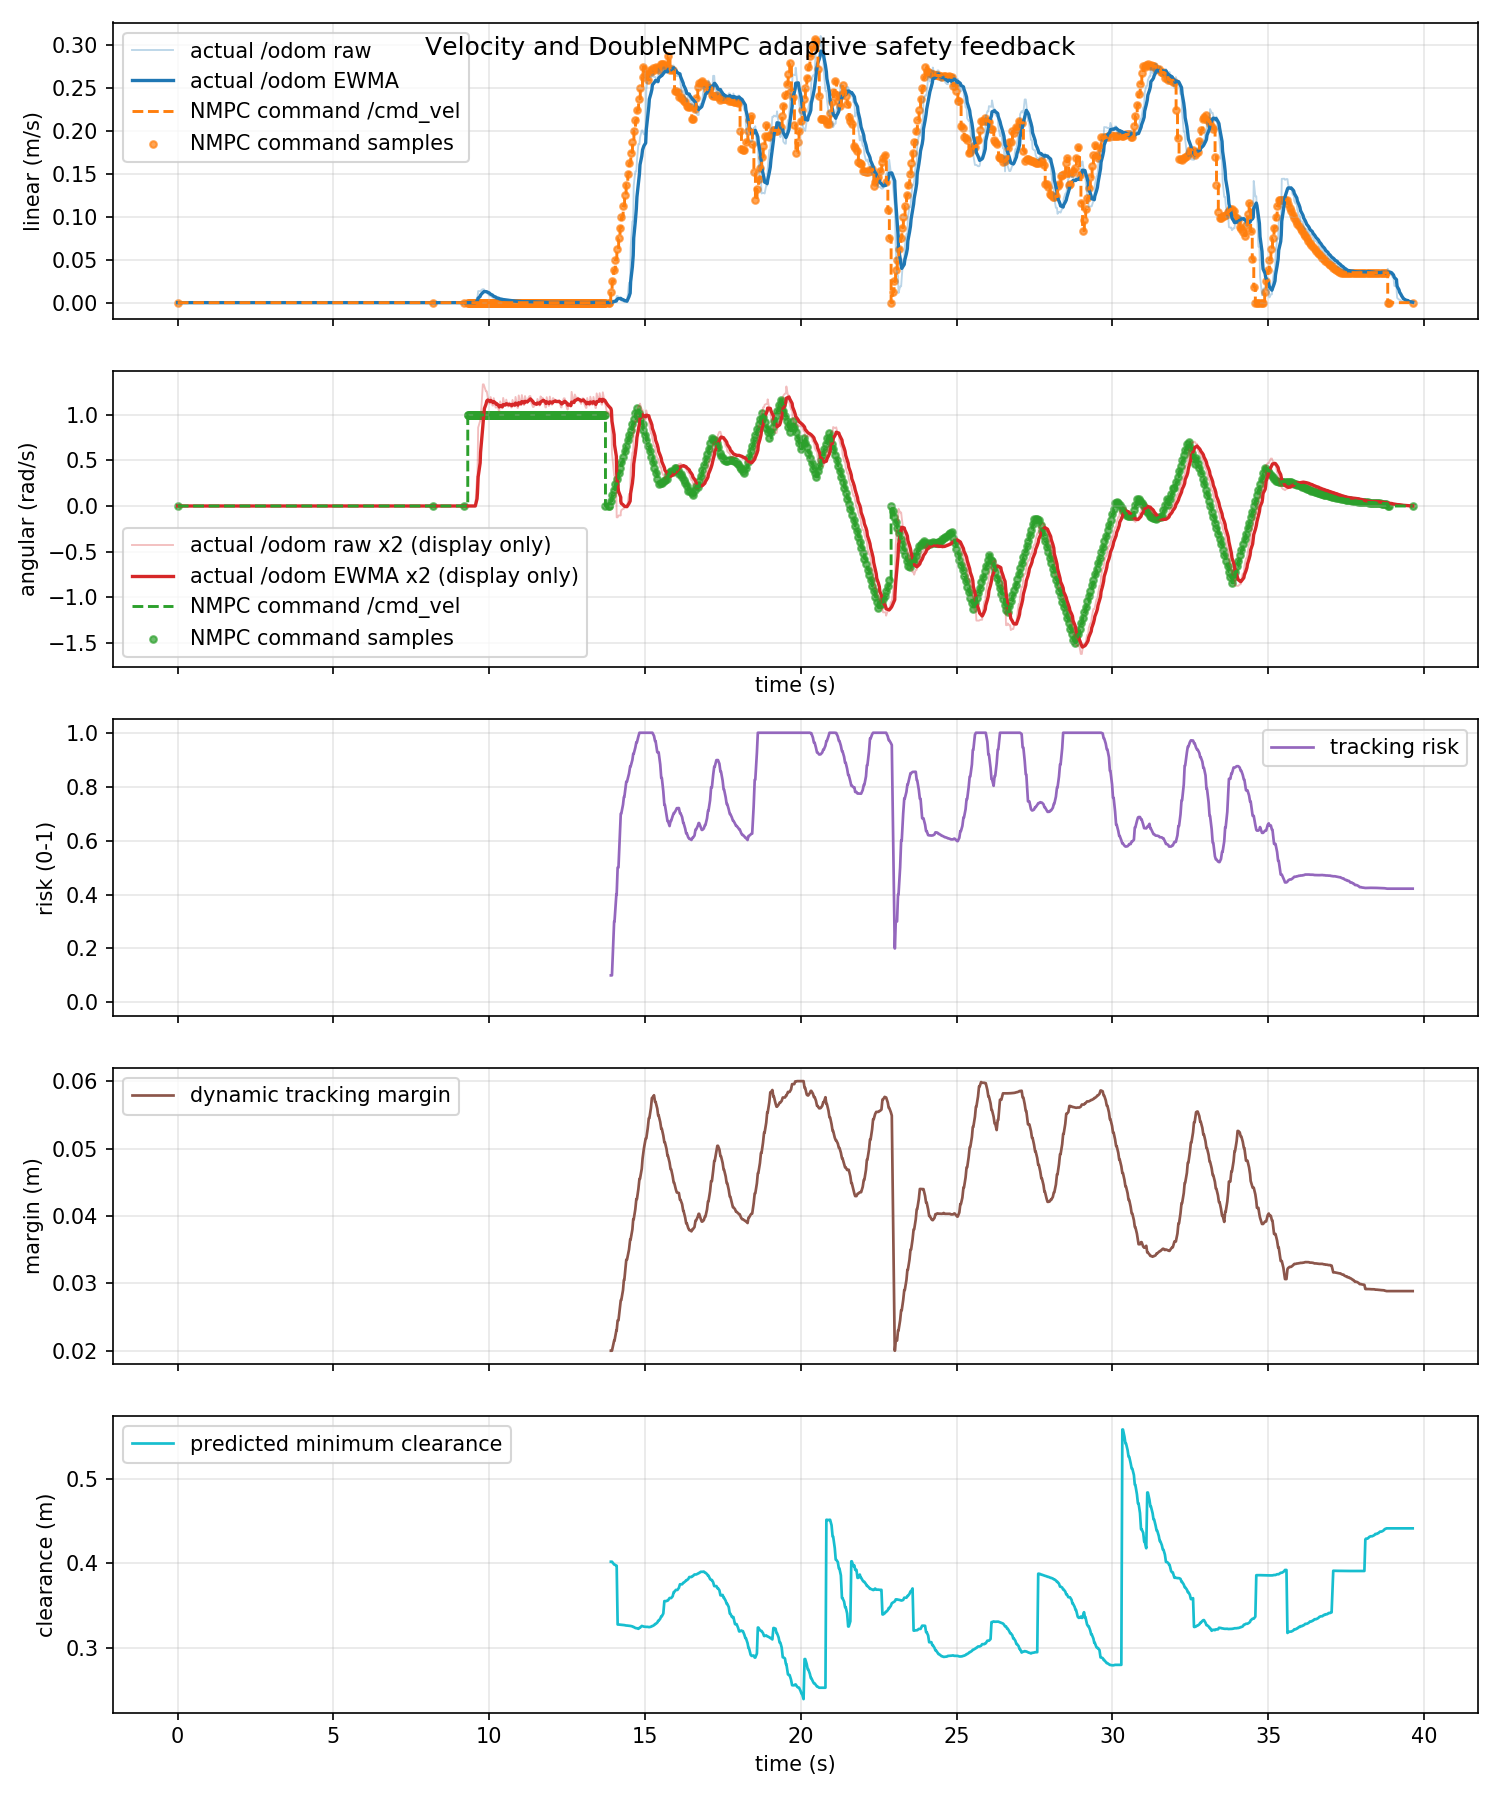 Velocity and DoubleNMPC adaptive safety feedback
actual /odom raw
actual /odom EWMA
NMPC command /cmd_vel
NMPC command samples
linear (m/s)
0.30
0.25
0.20
0.15
0.10
0.05
0.00
angular (rad/s)
1.0
0.5
0.0
−0.5
−1.0
−1.5
actual /odom raw x2 (display only)
actual /odom EWMA x2 (display only)
NMPC command /cmd_vel
NMPC command samples
time (s)
risk (0-1)
1.0
0.8
0.6
0.4
0.2
0.0
tracking risk
margin (m)
0.06
0.05
0.04
0.03
0.02
dynamic tracking margin
clearance (m)
0.5
0.4
0.3
predicted minimum clearance
0 5 10 15 20 25 30 35 40
time (s)